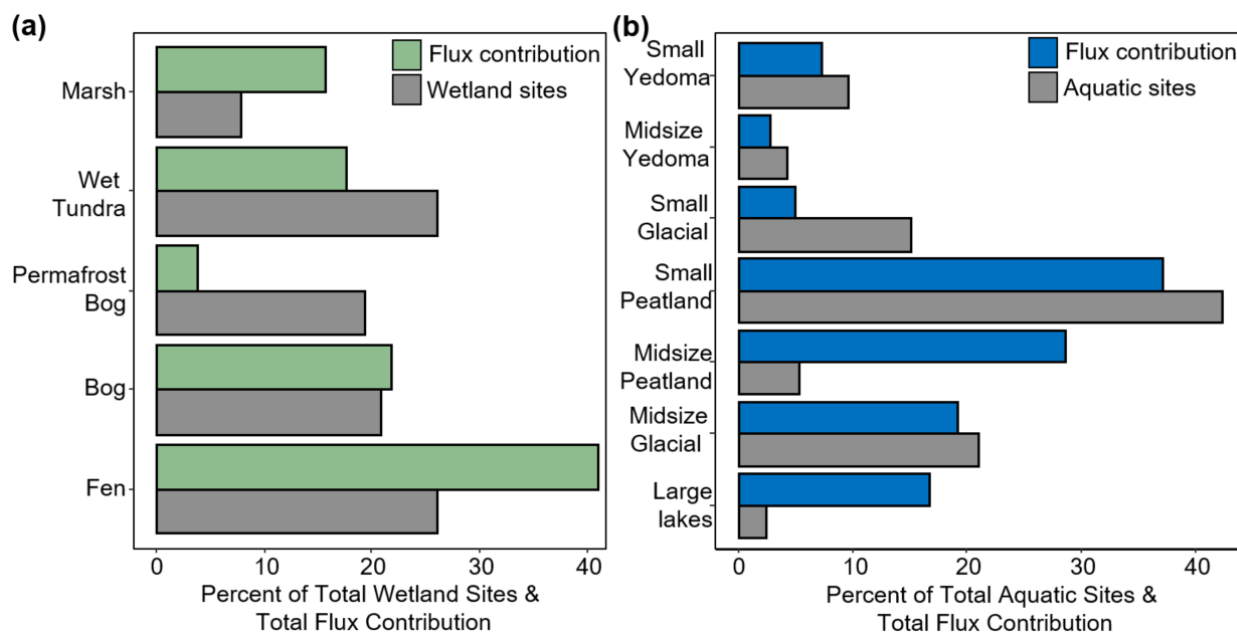 (a)
Flux contribution
Wetland sites
Marsh
Wet
Tundra
Permafrost
Bog
Bog
Fen
0 10 20 30 40
Percent of Total Wetland Sites &
Total Flux Contribution
(b)
Flux contribution
Aquatic sites
Small
Yedoma
Midsize
Yedoma
Small
Glacial
Small
Peatland
Midsize
Peatland
Midsize
Glacial
Large
lakes
0 10 20 30 40
Percent of Total Aquatic Sites &
Total Flux Contribution